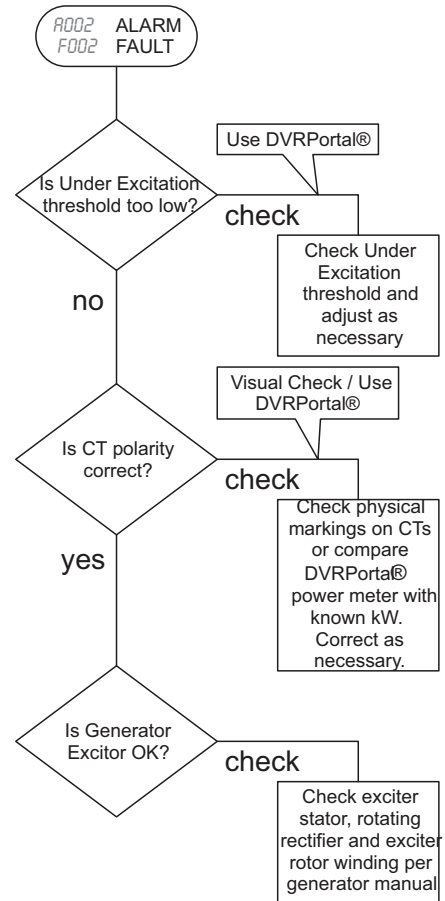 A002 ALARM
F002 FAULT
Use DVRPortal®
Is Under Excitation
threshold too low?
check
Check Under
Excitation
threshold and
adjust as
necessary
no
Visual Check / Use
DVRPortal®
Is CT polarity
correct?
check
Check physical
markings on CTs
or compare
DVRPortal®
power meter with
known kW.
Correct as
necessary.
yes
Is Generator
Excitor OK?
check
Check exciter
stator, rotating
rectifier and exciter
rotor winding per
generator manual